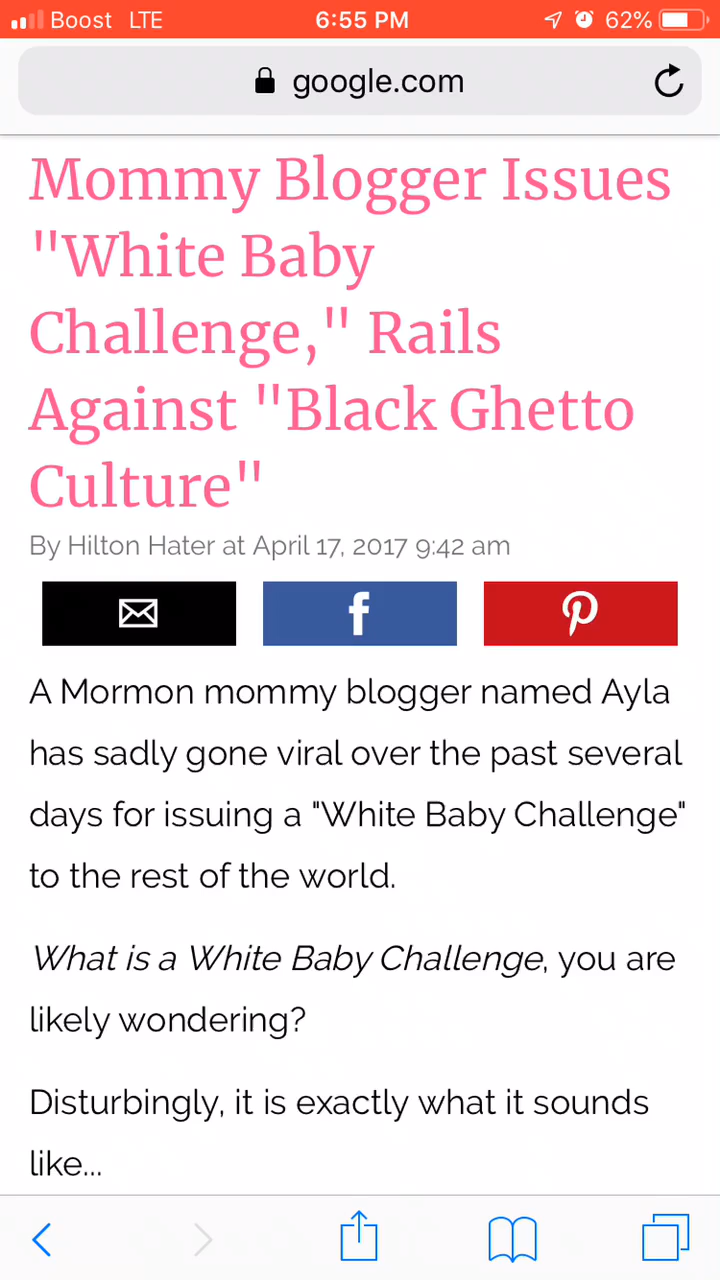 Boost LTE 6:55 PM 62%
google.com
Mommy Blogger Issues
"White Baby
Challenge," Rails
Against "Black Ghetto
Culture"
By Hilton Hater at April 17, 2017 9:42 am
A Mormon mommy blogger named Ayla
has sadly gone viral over the past several
days for issuing a "White Baby Challenge"
to the rest of the world.
What is a White Baby Challenge, you are
likely wondering?
Disturbingly, it is exactly what it sounds
like...